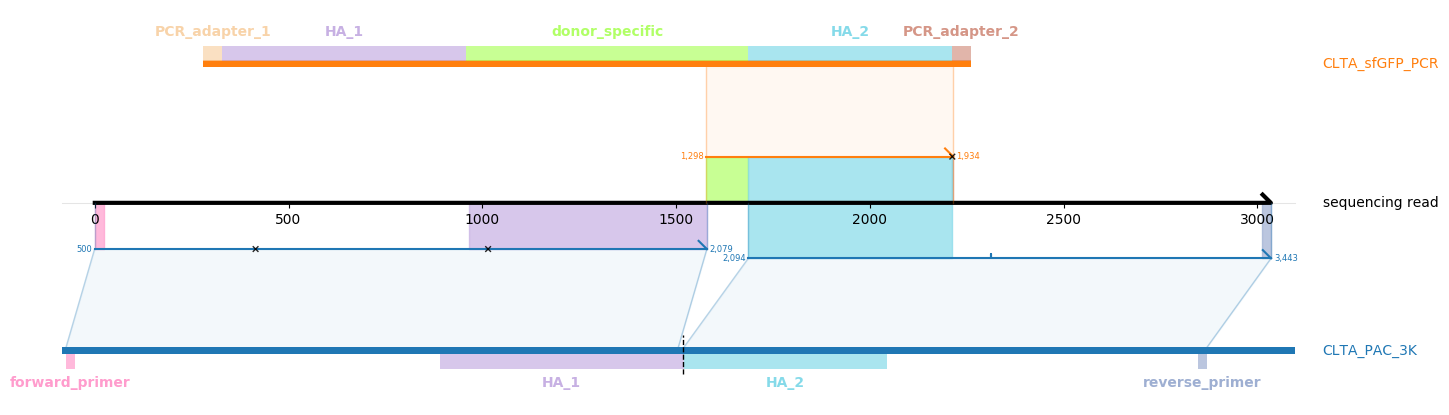 PCR_adapter_1 HA_1 donor_specific HA_2 PCR_adapter_2
CLTA_sfGFP_PCR
1,298 1,934
sequencing read
0 500 1000 1500 2000 2500 3000
500 2,079
2,094 3,443
CLTA_PAC_3K
forward_primer HA_1 HA_2 reverse_primer